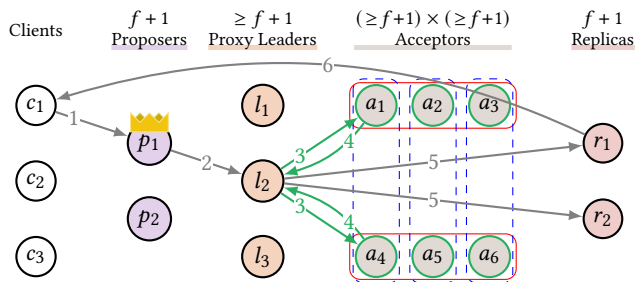 f + 1
≥ f + 1
(≥ f+1) × (≥ f+1)
f + 1
Clients
Proposers
Proxy Leaders
Acceptors
Replicas
6
c1
l1
a1
a2
a3
1
p1
3
4
r1
2
5
c2
l2
5
3
p2
4
r2
c3
l3
a4
a5
a6